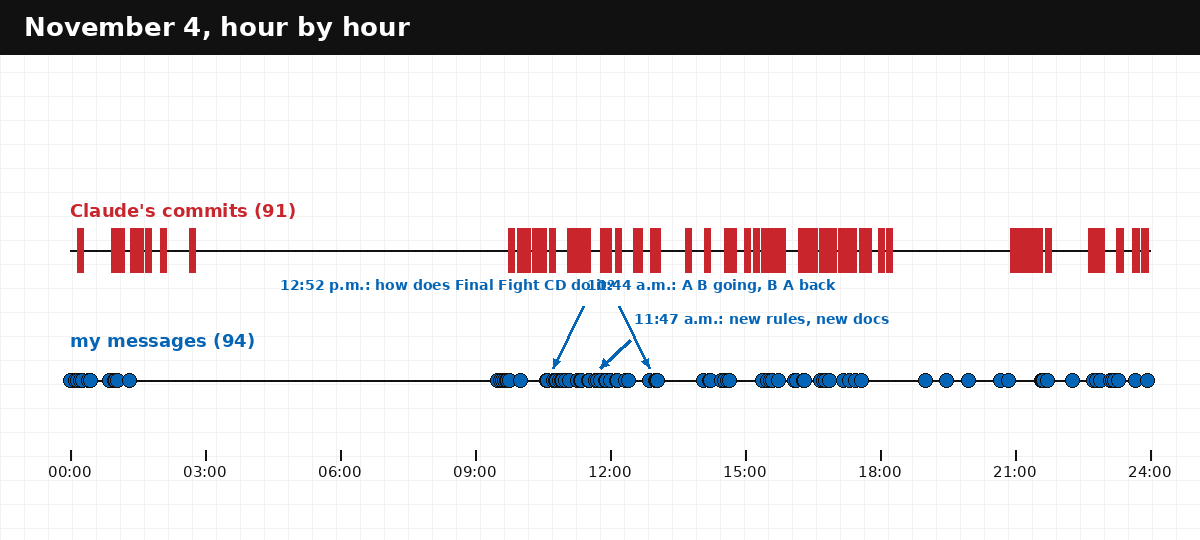 November 4, hour by hour
Claude's commits (91)
12:52 p.m.: how does Final Fight CD do it?
10:44 a.m.: A B going, B A back
11:47 a.m.: new rules, new docs
my messages (94)
00:00 03:00 06:00 09:00 12:00 15:00 18:00 21:00 24:00